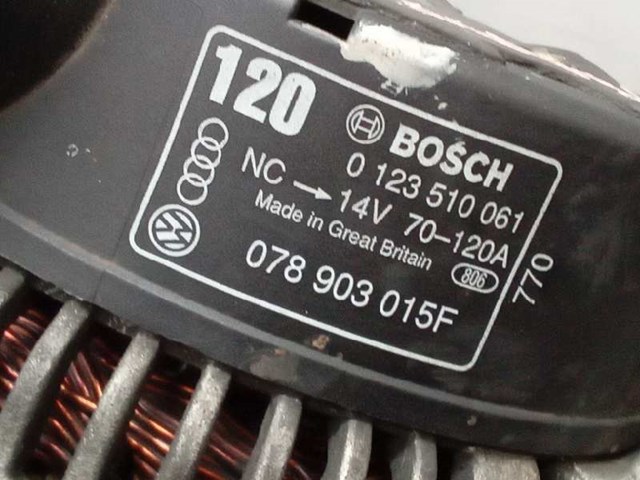 120
BOSCH
0 123 510 061
NC → 14V 70-120A
Made in Great Britain 806
078 903 015F
770